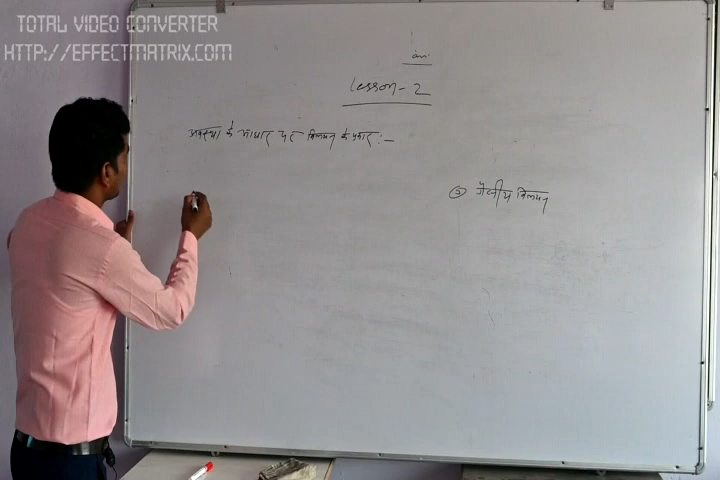 TOTAL VIDEO CONVERTER
HTTP://EFFECTMATRIX.COM
Lesson - 2
अवस्था के आधार पर विलयन के प्रकार :-
③ गैसीय विलयन